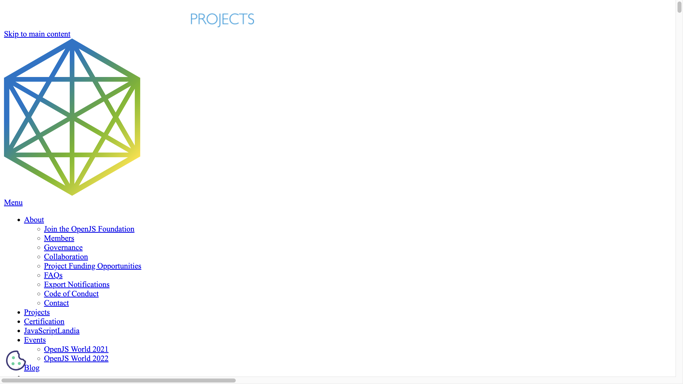 PROJECTS
Skip to main content
Menu
About
Join the OpenJS Foundation
Members
Governance
Collaboration
Project Funding Opportunities
FAQs
Export Notifications
Code of Conduct
Contact
Projects
Certification
JavaScriptLandia
Events
OpenJS World 2021
OpenJS World 2022
Blog